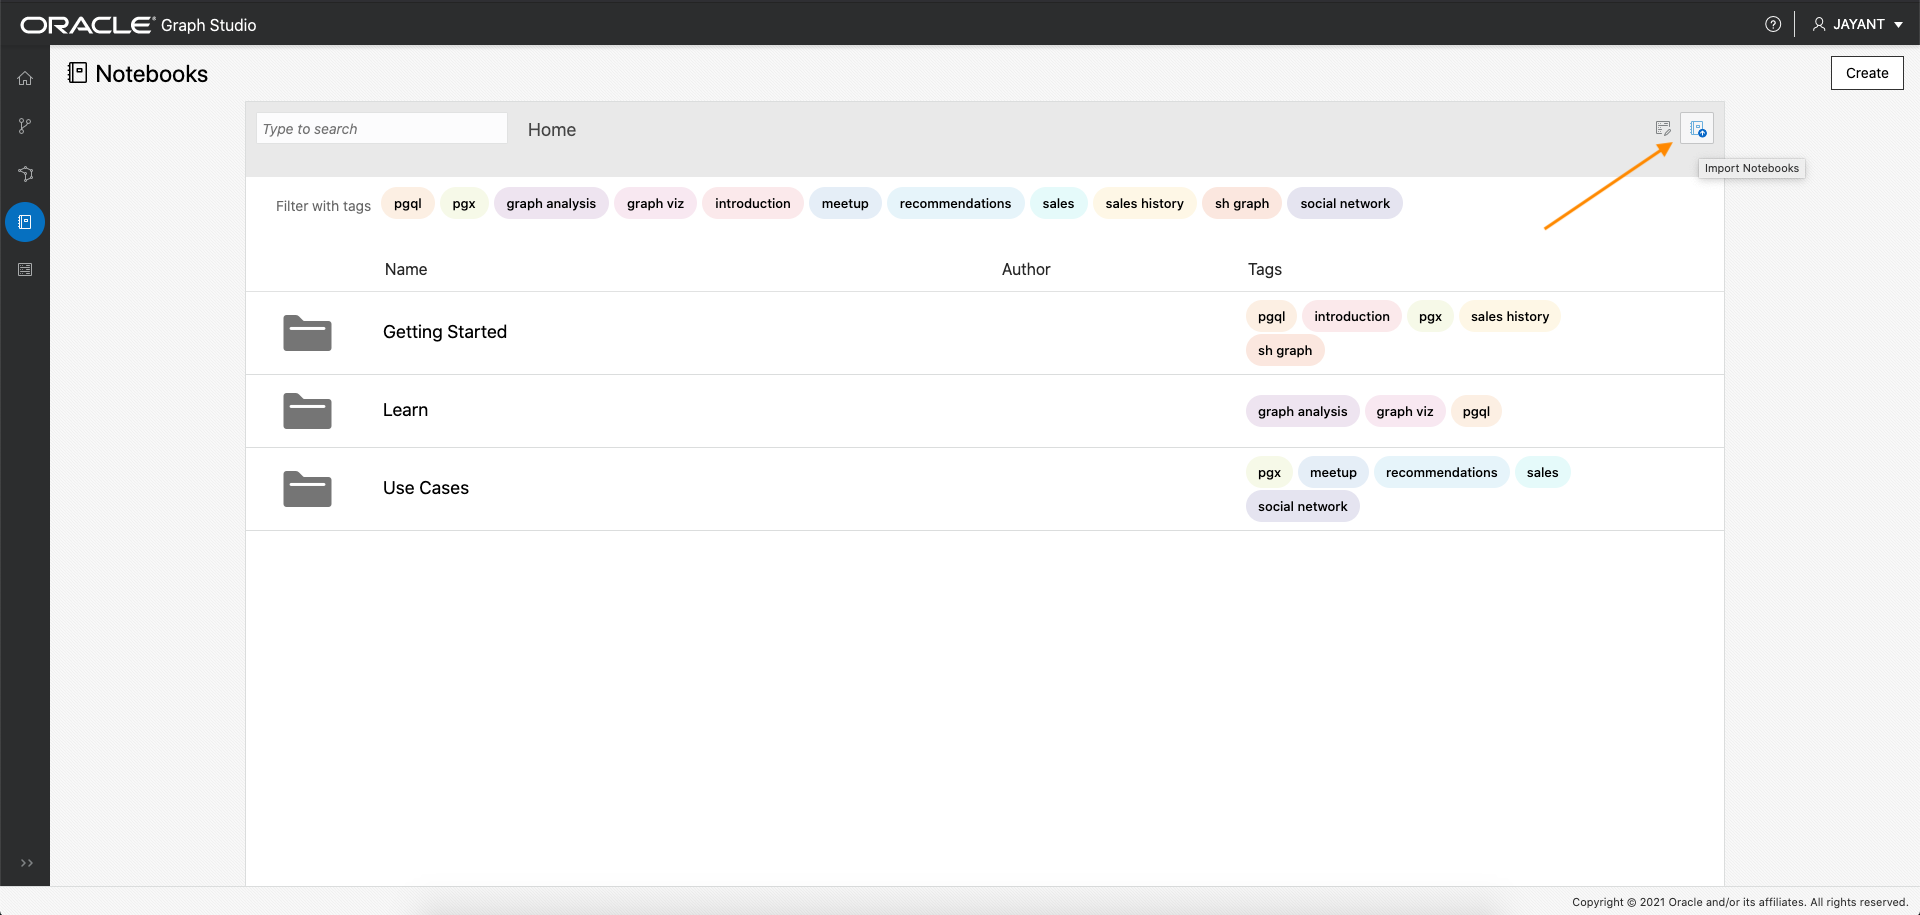 ORACLE® Graph Studio
JAYANT
Notebooks
Create
Type to search
Home
Import Notebooks
Filter with tags pgql pgx graph analysis graph viz introduction meetup recommendations sales sales history sh graph social network
Name Author Tags
Getting Started
pgql introduction pgx sales history
sh graph
Learn
graph analysis graph viz pgql
Use Cases
pgx meetup recommendations sales
social network
Copyright © 2021 Oracle and/or its affiliates. All rights reserved.